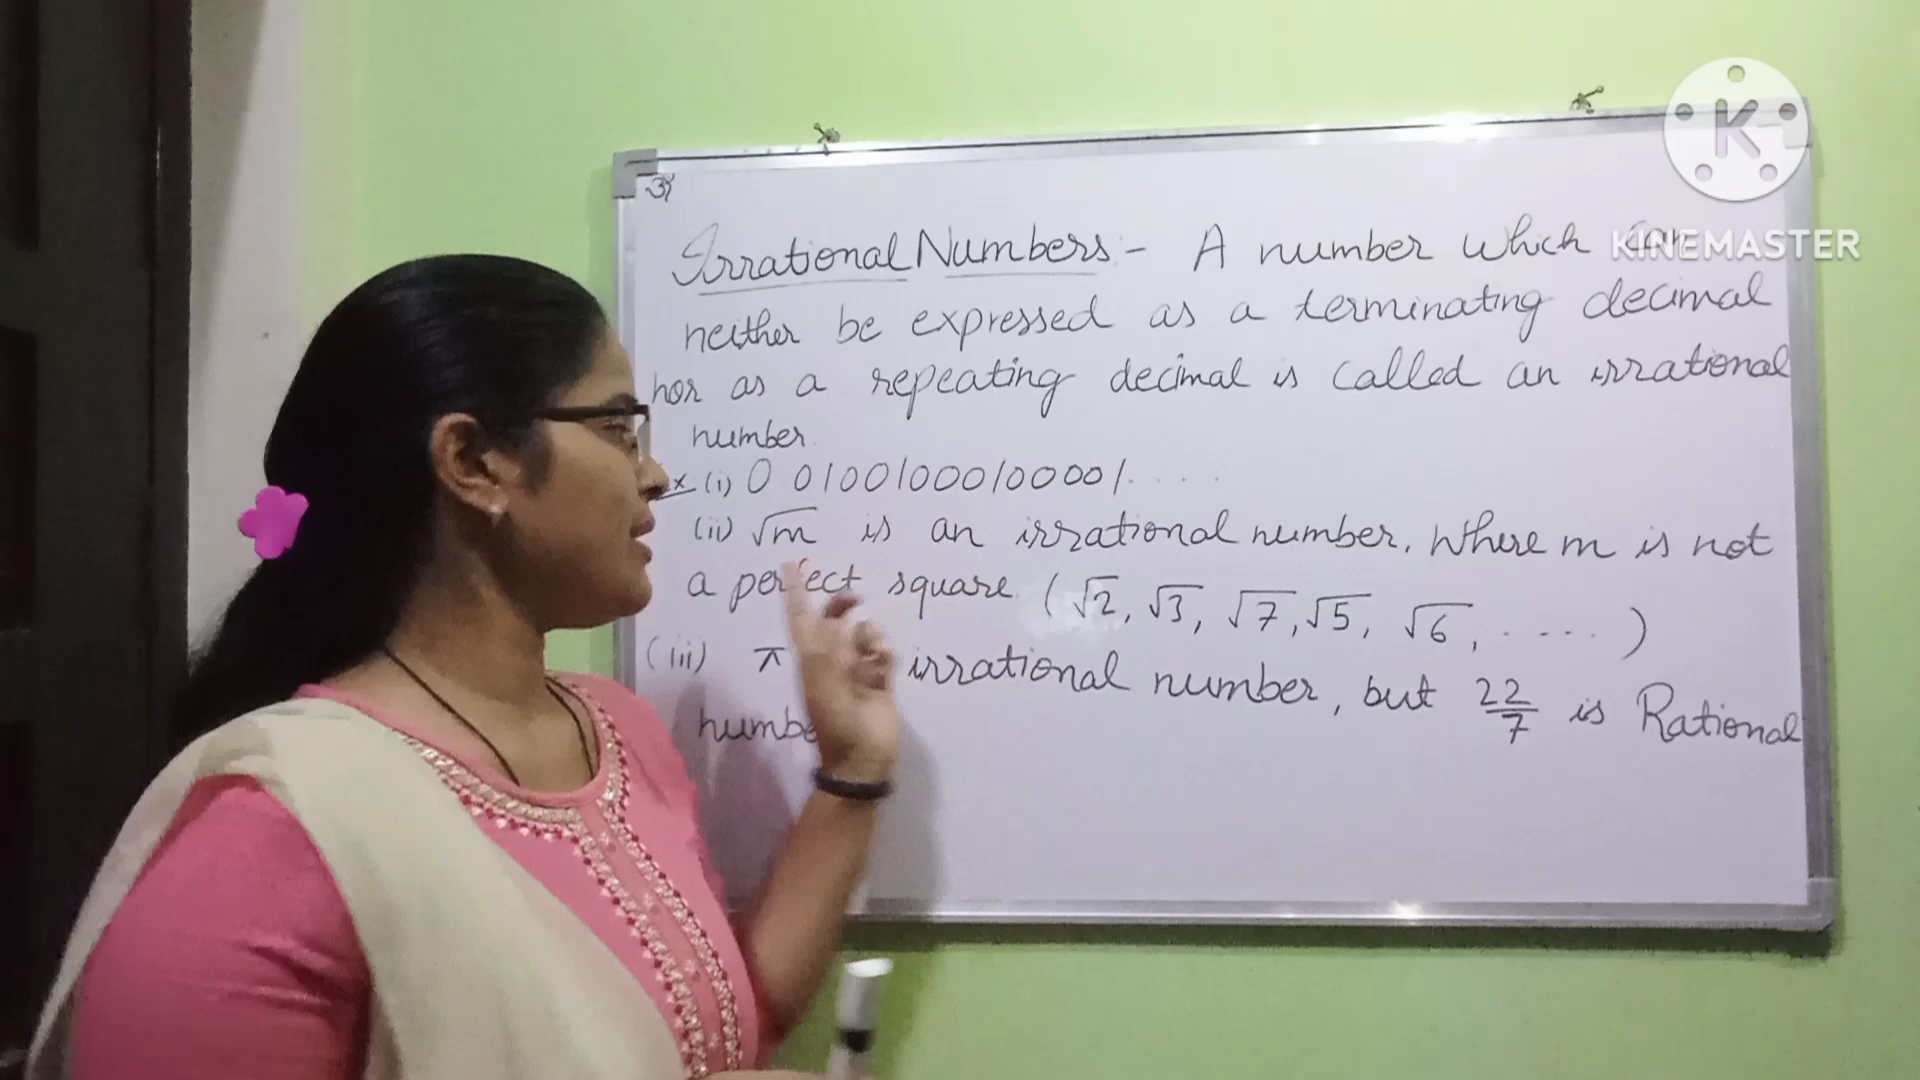 ॐ
K
KINEMASTER
Irrational Numbers:- A number which can
neither be expressed as a terminating decimal
nor as a repeating decimal is called an irrational
number.
(i) 0.01001000100001.....
(ii) √m is an irrational number, where m is not
a perfect square. (√2, √3, √7, √5, √6, .....)
(iii) π irrational number, but 22/7 is Rational